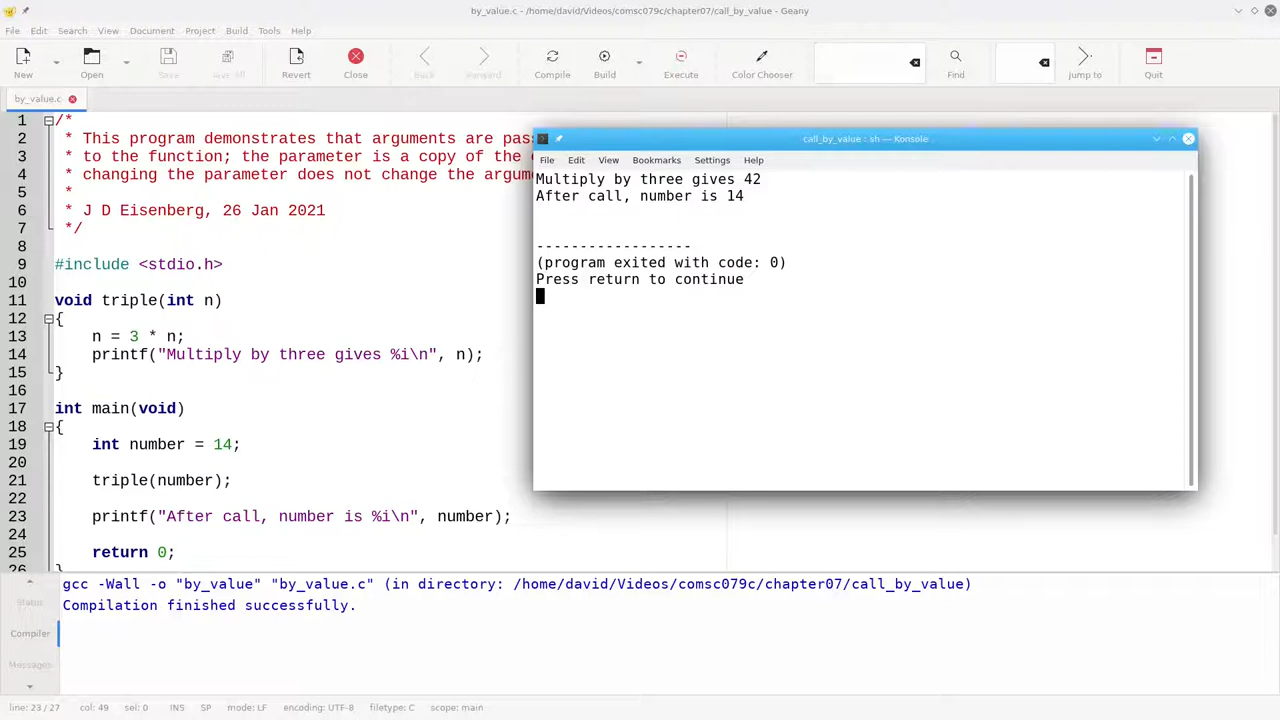 by_value.c - /home/david/Videos/comsc079c/chapter07/call_by_value - Geany
File Edit Search View Document Project Build Tools Help
New Open Save Save All Revert Close Back Forward Compile Build Execute Color Chooser Find Jump to Quit
by_value.c
1 /*
2 * This program demonstrates that arguments are pas
3 * to the function; the parameter is a copy of the
4 * changing the parameter does not change the argum
5 *
6 * J D Eisenberg, 26 Jan 2021
7 */
8
9 #include <stdio.h>
10
11 void triple(int n)
12 {
13 n = 3 * n;
14 printf("Multiply by three gives %i\n", n);
15 }
16
17 int main(void)
18 {
19 int number = 14;
20
21 triple(number);
22
23 printf("After call, number is %i\n", number);
24
25 return 0;
26 }
call_by_value : sh — Konsole
File Edit View Bookmarks Settings Help
Multiply by three gives 42
After call, number is 14
------------------
(program exited with code: 0)
Press return to continue
Status
Compiler
Messages
gcc -Wall -o "by_value" "by_value.c" (in directory: /home/david/Videos/comsc079c/chapter07/call_by_value)
Compilation finished successfully.
line: 23 / 27 col: 49 sel: 0 INS SP mode: LF encoding: UTF-8 filetype: C scope: main